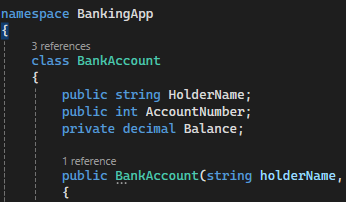 namespace BankingApp
{
3 references
class BankAccount
{
public string HolderName;
public int AccountNumber;
private decimal Balance;
1 reference
public BankAccount(string holderName,
{